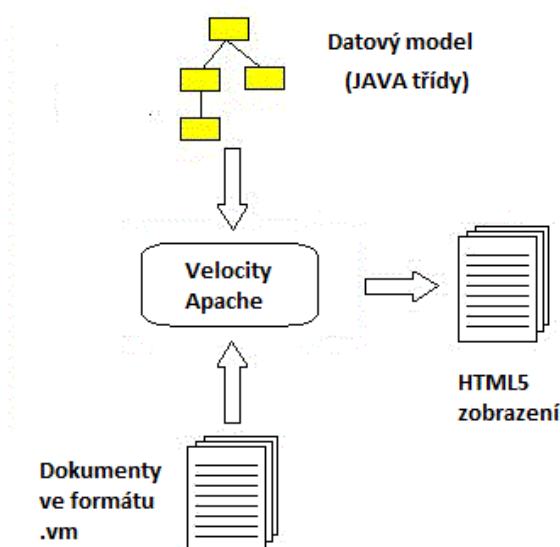 Datový model
(JAVA třídy)
Velocity
Apache
HTML5
zobrazení
Dokumenty
ve formátu
.vm